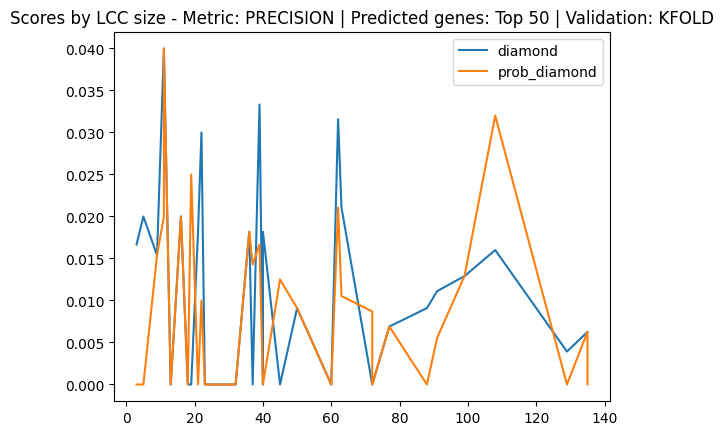 Scores by LCC size - Metric: PRECISION | Predicted genes: Top 50 | Validation: KFOLD
diamond
prob_diamond
0.040
0.035
0.030
0.025
0.020
0.015
0.010
0.005
0.000
0 20 40 60 80 100 120 140